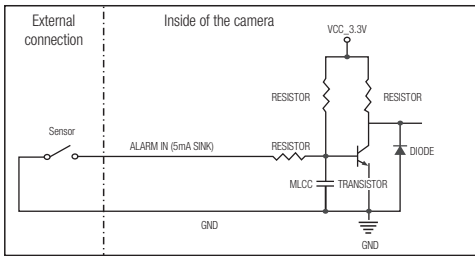 External
connection
Inside of the camera
VCC_3.3V
RESISTOR
RESISTOR
Sensor
ALARM IN (5mA SINK)
RESISTOR
DIODE
MLCC
TRANSISTOR
GND
GND